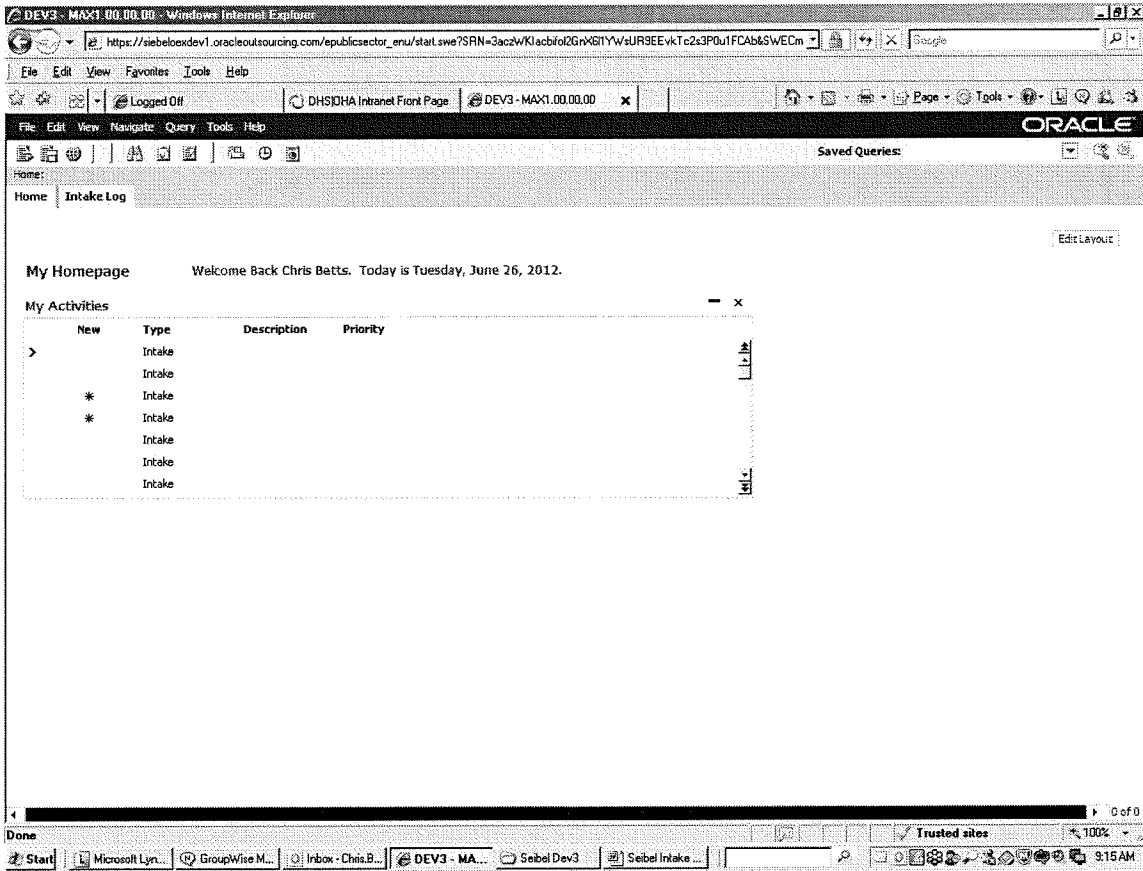 DEV3 - MAX1.00.00.00 - Windows Internet Explorer
Google
File Edit View Favorites Tools Help
Logged Off
DHS|OHA Intranet Front Page
DEV3 - MAX1.00.00.00
Page
Tools
File Edit View Navigate Query Tools Help
ORACLE
Saved Queries:
Home:
Home
Intake Log
Edit Layout
My Homepage
Welcome Back Chris Betts. Today is Tuesday, June 26, 2012.
My Activities
New Type Description Priority
> Intake
Intake
* Intake
* Intake
Intake
Intake
Intake
0 of 0
Done
Trusted sites
100%
Start
Microsoft Lyn...
GroupWise M...
Inbox - Chris.B...
DEV3 - MA...
Seibel Dev3
Seibel Intake ...
9:15 AM